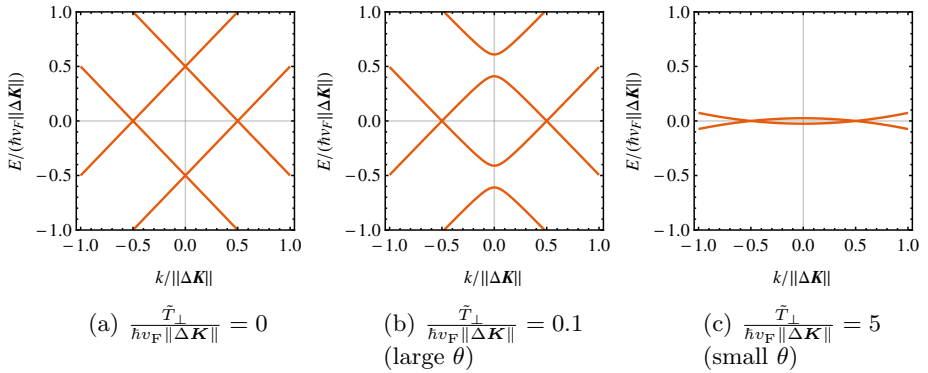 E/(ħv_F||ΔK||)
1.0
0.5
0.0
−0.5
−1.0
−1.0 −0.5 0.0 0.5 1.0
k/||ΔK||
(a) T̃⊥/(ħv_F‖ΔK‖) = 0
E/(ħv_F||ΔK||)
1.0
0.5
0.0
−0.5
−1.0
−1.0 −0.5 0.0 0.5 1.0
k/||ΔK||
(b) T̃⊥/(ħv_F‖ΔK‖) = 0.1
(large θ)
E/(ħv_F||ΔK||)
1.0
0.5
0.0
−0.5
−1.0
−1.0 −0.5 0.0 0.5 1.0
k/||ΔK||
(c) T̃⊥/(ħv_F‖ΔK‖) = 5
(small θ)